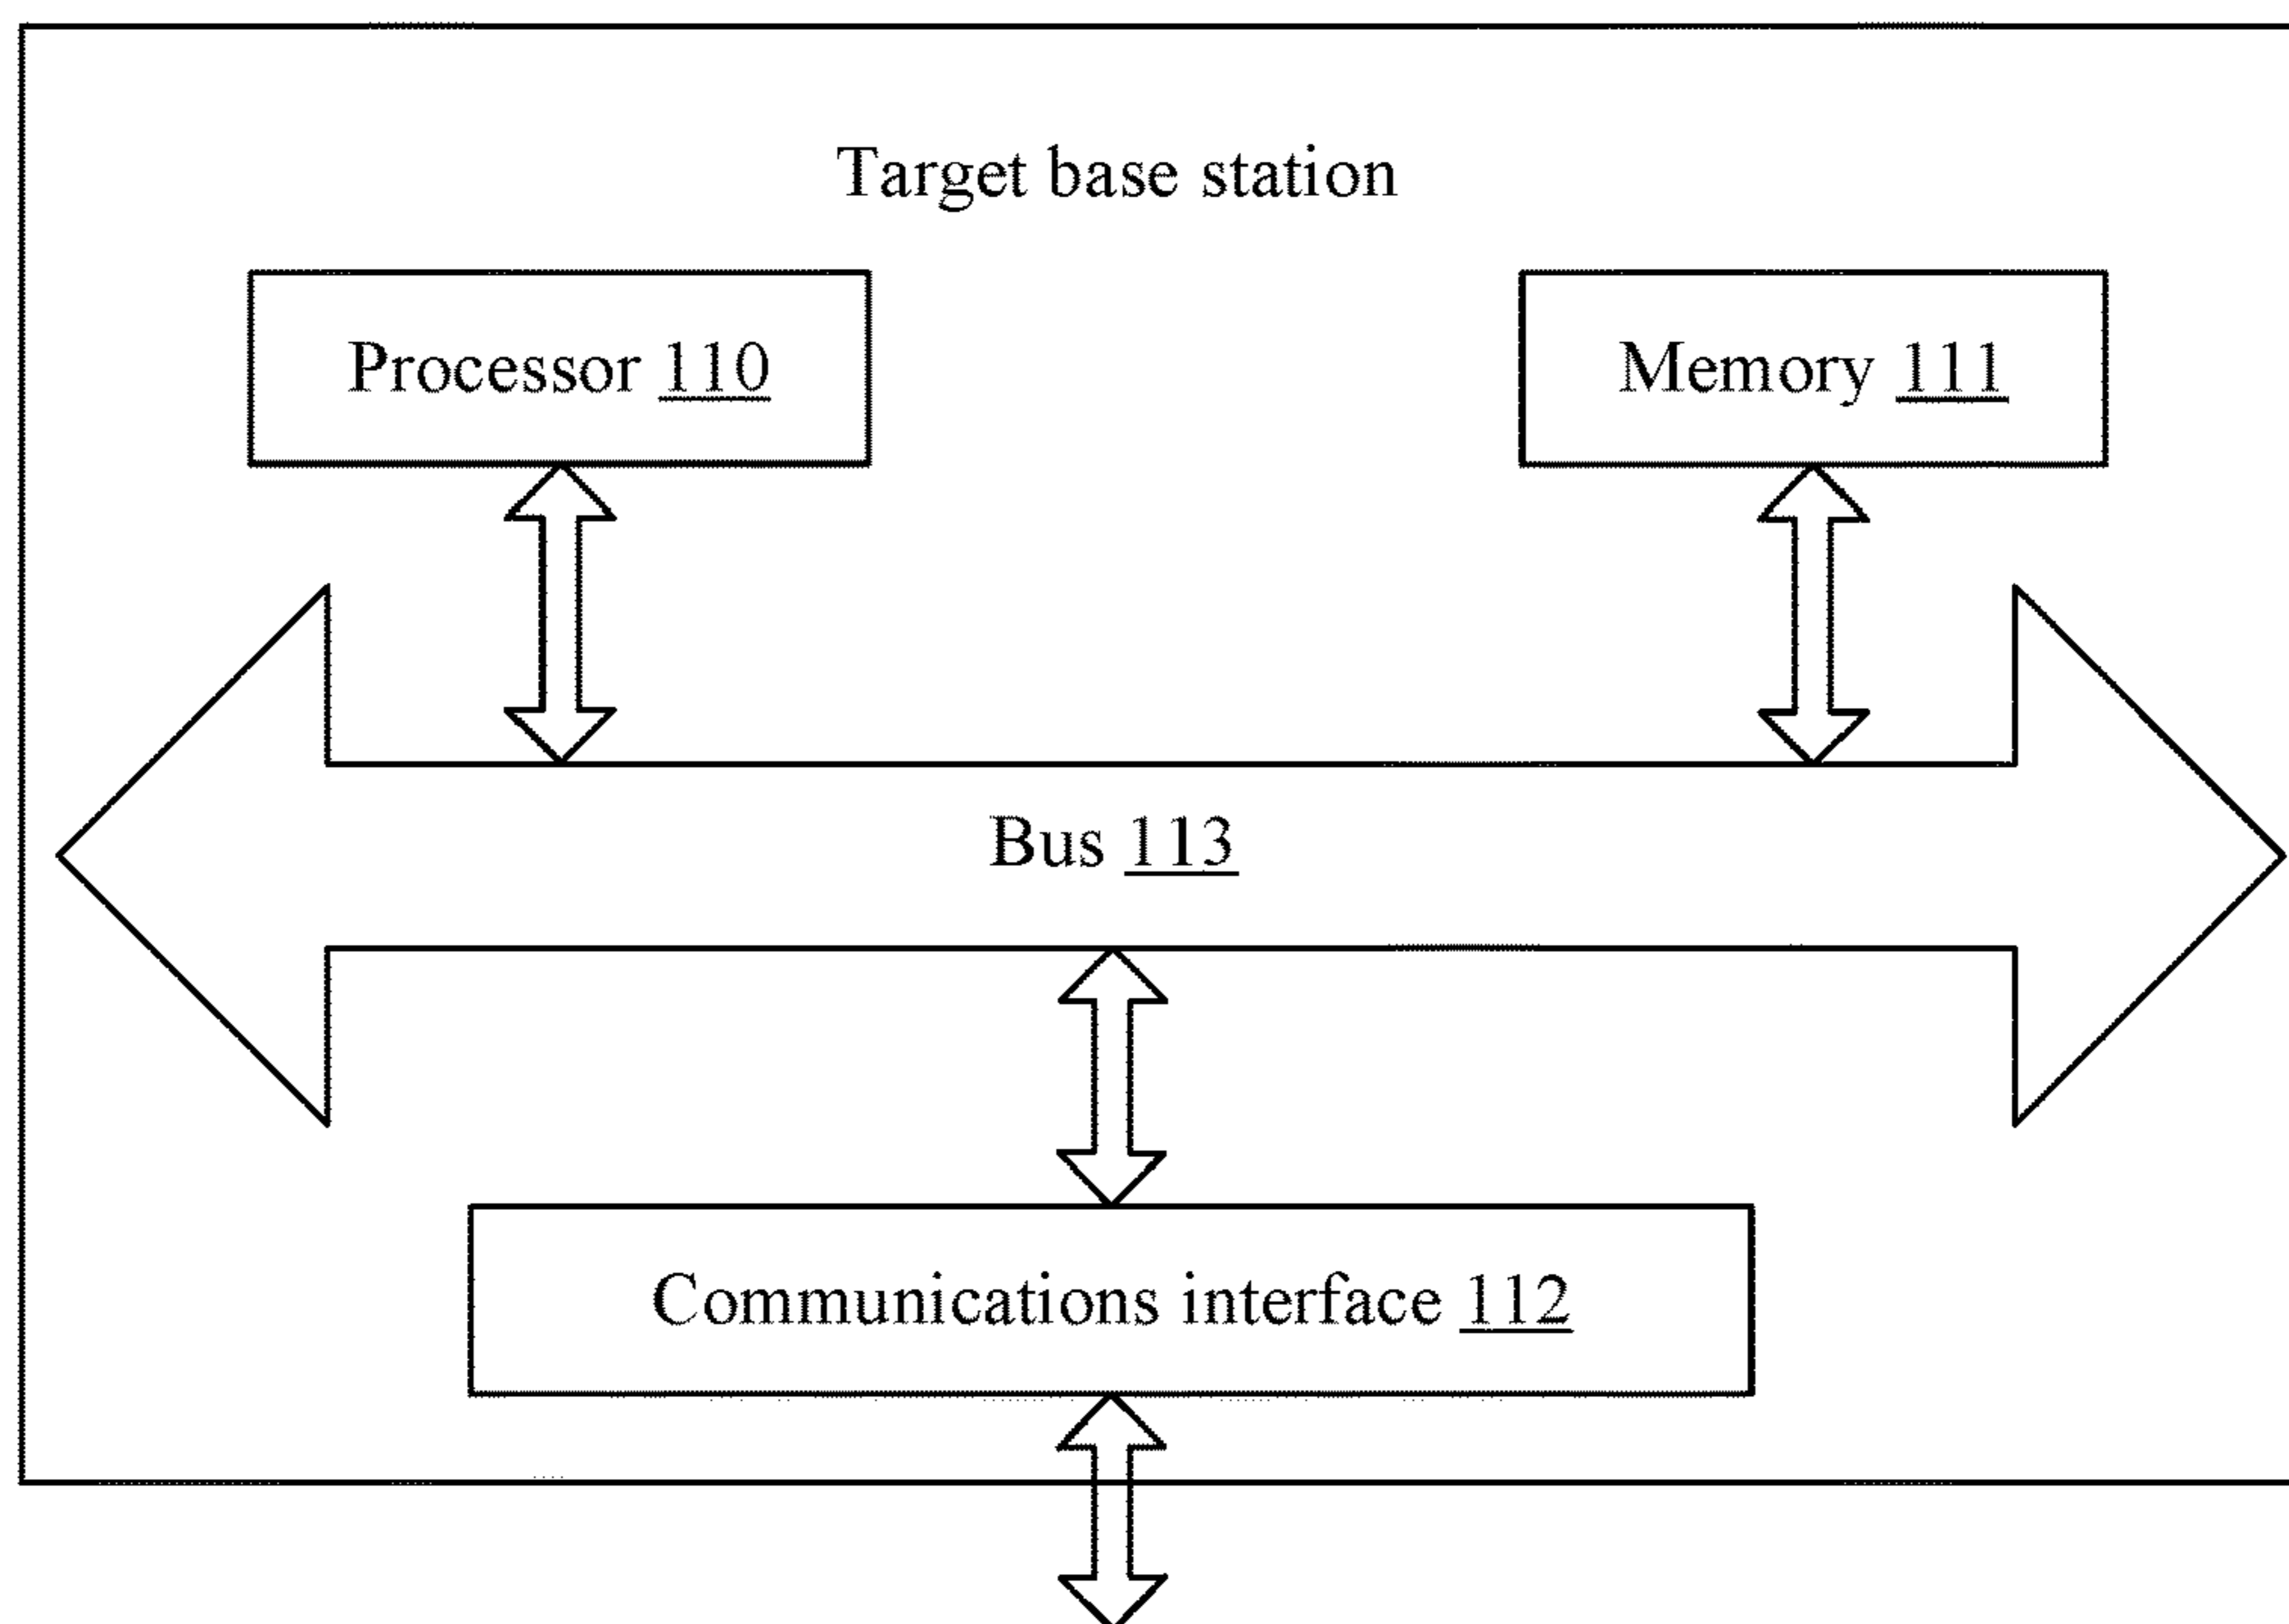 Target base station
Processor 110
Memory 111
Bus 113
Communications interface 112